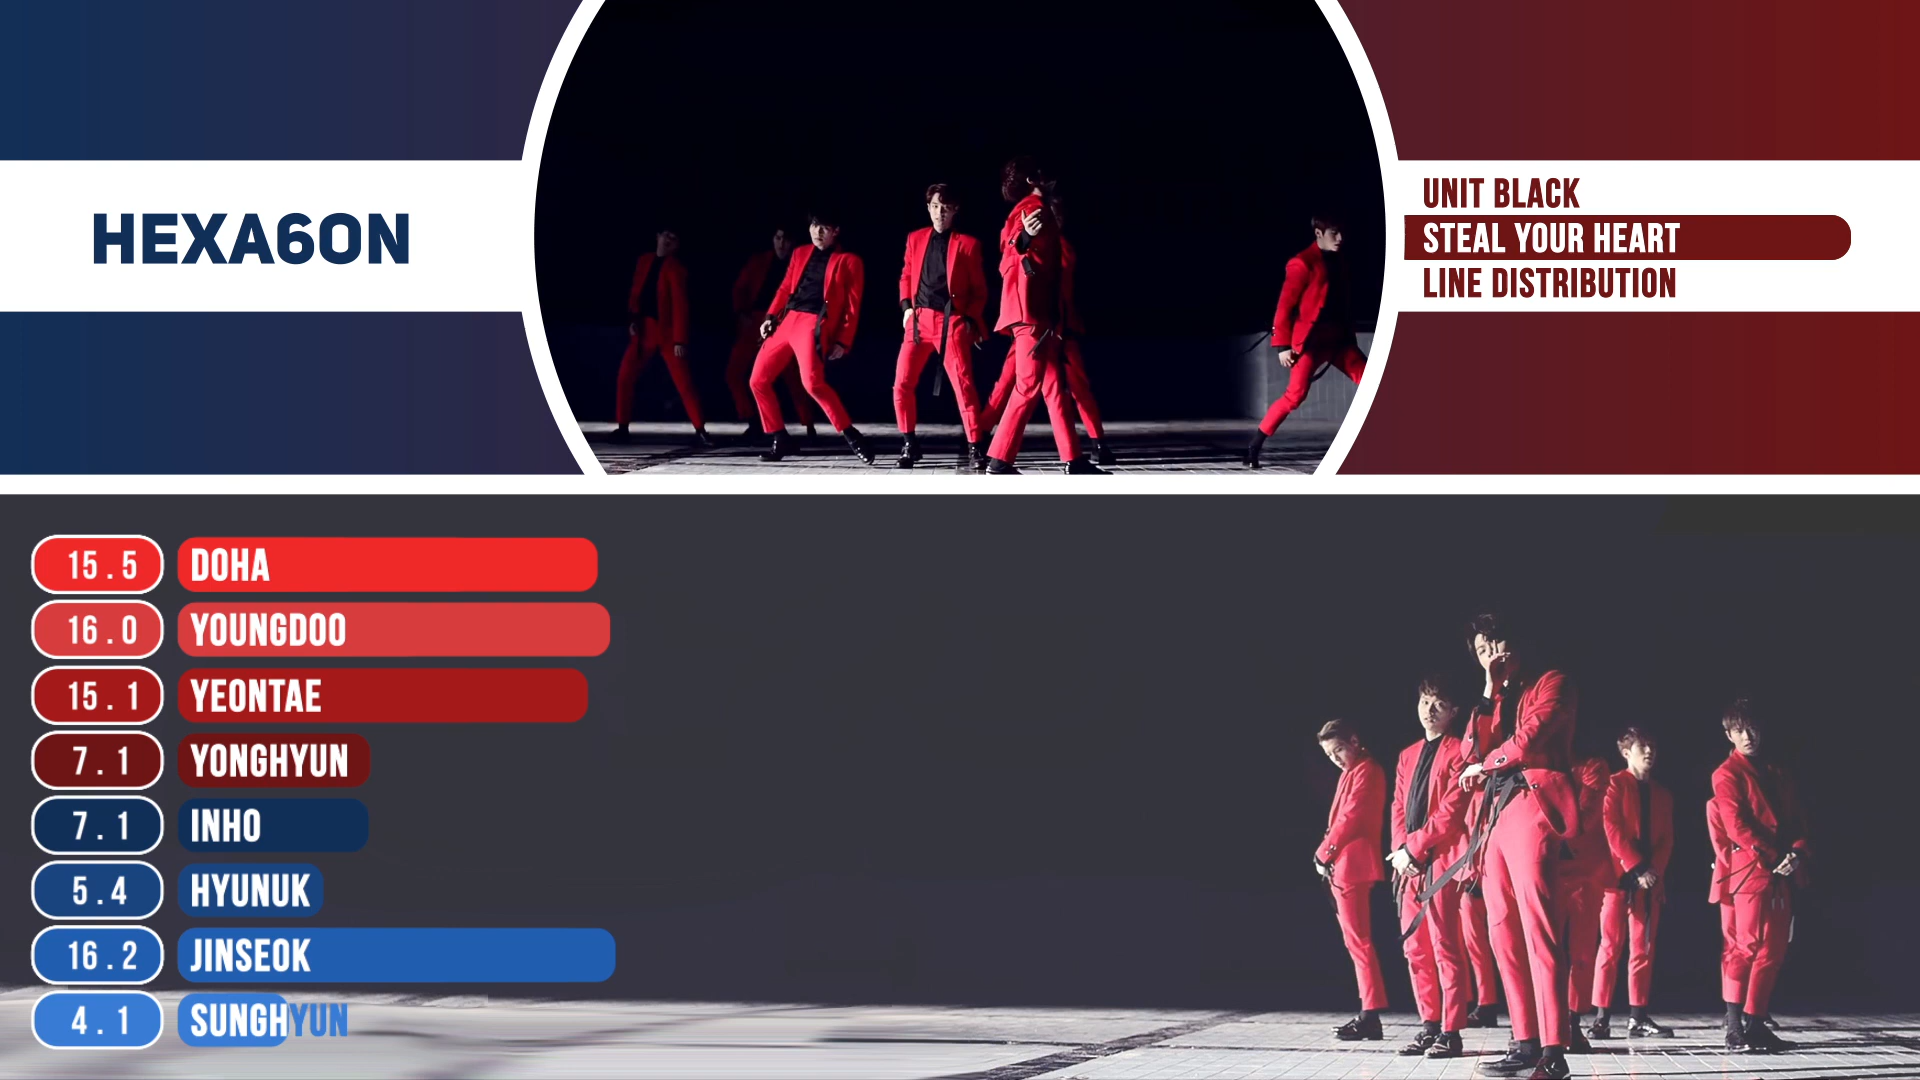 HEXA6ON
UNIT BLACK
STEAL YOUR HEART
LINE DISTRIBUTION
15.5 DOHA
16.0 YOUNGDOO
15.1 YEONTAE
7.1 YONGHYUN
7.1 INHO
5.4 HYUNUK
16.2 JINSEOK
4.1 SUNGHYUN